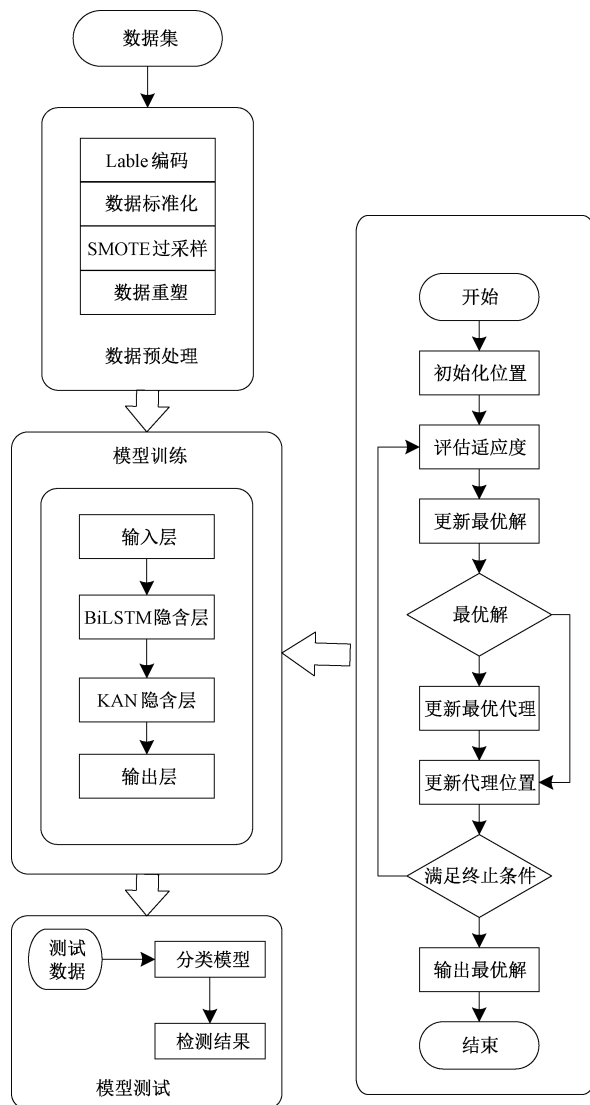 数据集
Lable编码
数据标准化
SMOTE过采样
数据重塑
数据预处理
模型训练
输入层
BiLSTM隐含层
KAN隐含层
输出层
测试
数据
分类模型
检测结果
模型测试
开始
初始化位置
评估适应度
更新最优解
最优解
更新最优代理
更新代理位置
满足终止条件
输出最优解
结束